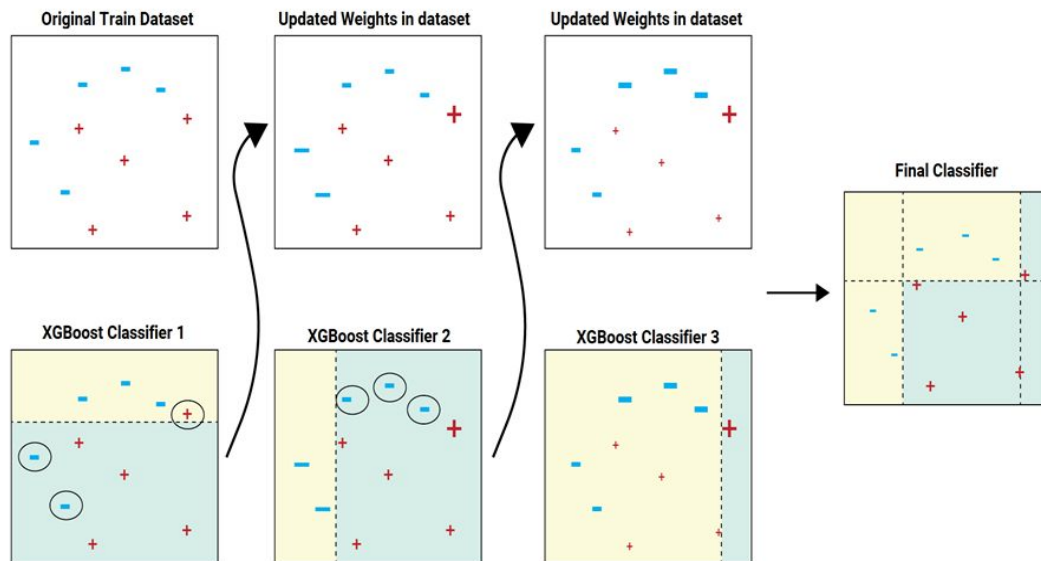 Original Train Dataset
Updated Weights in dataset
Updated Weights in dataset
Final Classifier
XGBoost Classifier 1
XGBoost Classifier 2
XGBoost Classifier 3